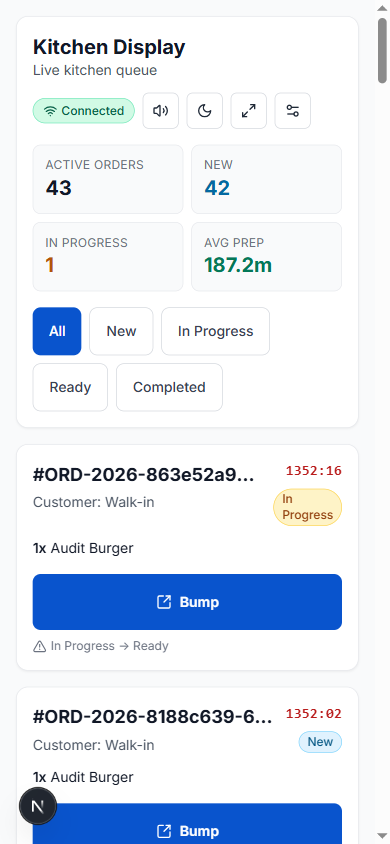 Kitchen Display
Live kitchen queue
Connected
ACTIVE ORDERS
43
NEW
42
IN PROGRESS
1
AVG PREP
187.2m
All
New
In Progress
Ready
Completed
#ORD-2026-863e52a9...
1352:16
Customer: Walk-in
In
Progress
1x Audit Burger
Bump
In Progress → Ready
#ORD-2026-8188c639-6...
1352:02
Customer: Walk-in
New
1x Audit Burger
N
Bump